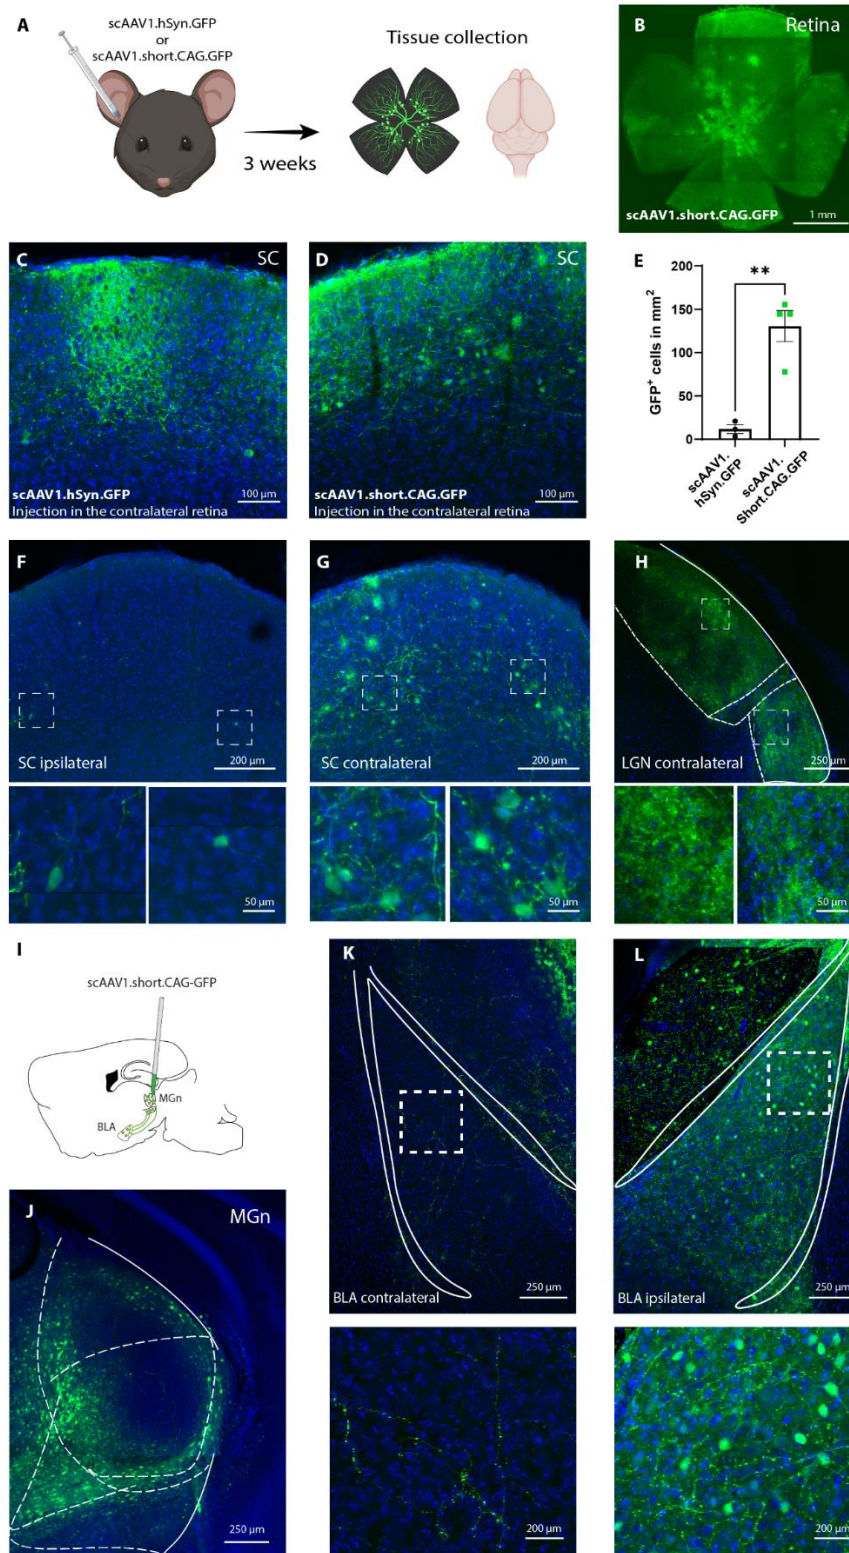 A
scAAV1.hSyn.GFP
or
scAAV1.short.CAG.GFP
3 weeks
Tissue collection
B
Retina
scAAV1.short.CAG.GFP
1 mm
C
SC
scAAV1.hSyn.GFP
Injection in the contralateral retina
100 µm
D
SC
scAAV1.short.CAG.GFP
Injection in the contralateral retina
100 µm
E
**
GFP+ cells in mm2
200
150
100
50
0
scAAV1.
hSyn.GFP
scAAV1.
Short.CAG.GFP
F
SC ipsilateral
200 µm
50 µm
G
SC contralateral
200 µm
50 µm
H
LGN contralateral
250 µm
50 µm
I
scAAV1.short.CAG-GFP
MGn
BLA
J
MGn
250 µm
K
BLA contralateral
250 µm
200 µm
L
BLA ipsilateral
250 µm
200 µm